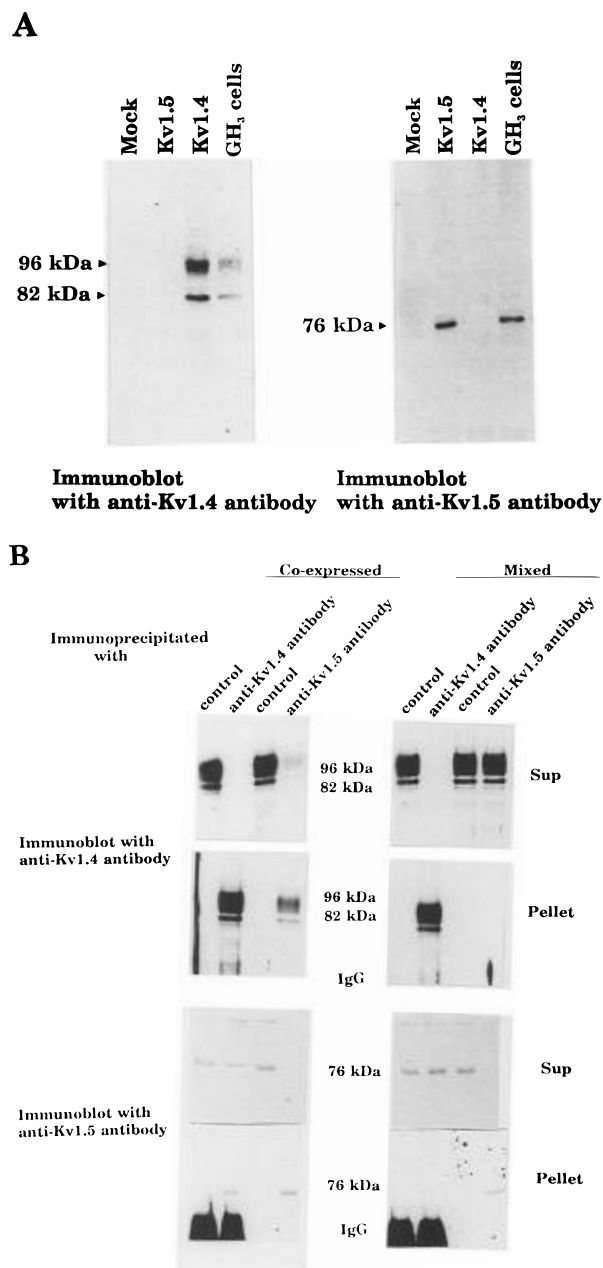 A
Mock
Kv1.5
Kv1.4
GH3 cells
Mock
Kv1.5
Kv1.4
GH3 cells
96 kDa
82 kDa
76 kDa
Immunoblot
with anti-Kv1.4 antibody
Immunoblot
with anti-Kv1.5 antibody
B
Co-expressed
Mixed
Immunoprecipitated
with
control
anti-Kv1.4 antibody
control
anti-Kv1.5 antibody
control
anti-Kv1.4 antibody
control
anti-Kv1.5 antibody
96 kDa
82 kDa
Sup
Immunoblot with
anti-Kv1.4 antibody
96 kDa
82 kDa
Pellet
IgG
76 kDa
Sup
Immunoblot with
anti-Kv1.5 antibody
76 kDa
Pellet
IgG